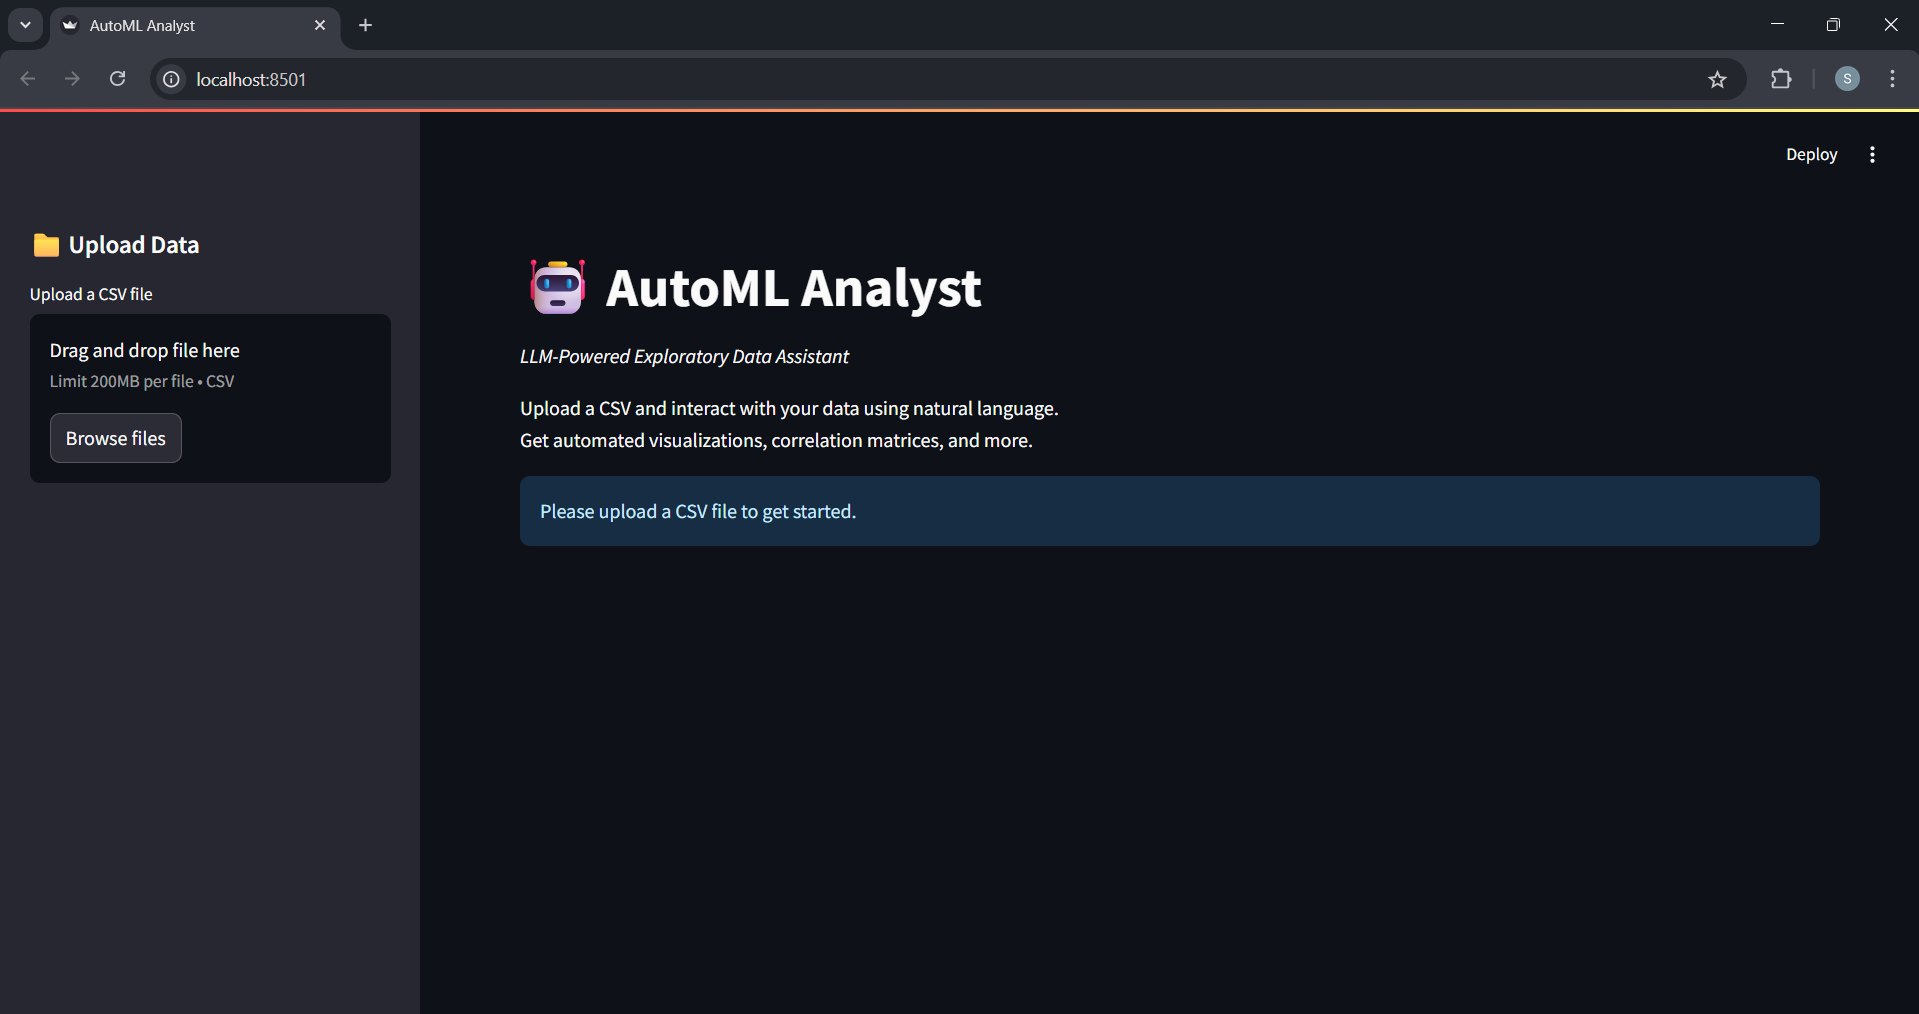 AutoML Analyst
localhost:8501
S
Deploy
Upload Data
Upload a CSV file
Drag and drop file here
Limit 200MB per file • CSV
Browse files
AutoML Analyst
LLM-Powered Exploratory Data Assistant
Upload a CSV and interact with your data using natural language.
Get automated visualizations, correlation matrices, and more.
Please upload a CSV file to get started.